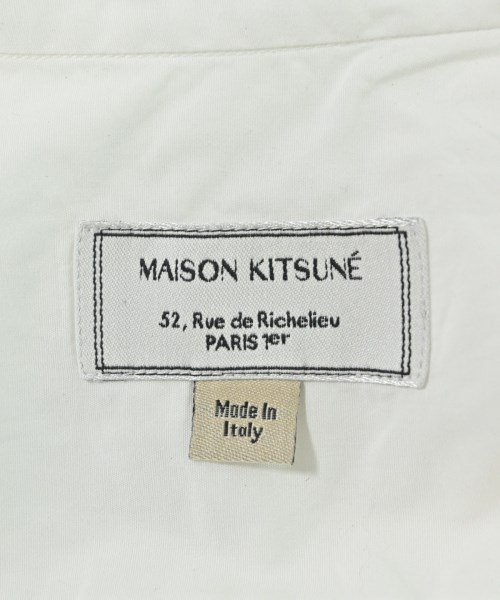 MAISON KITSUNÉ
52, Rue de Richelieu
PARIS 1er
Made In
Italy